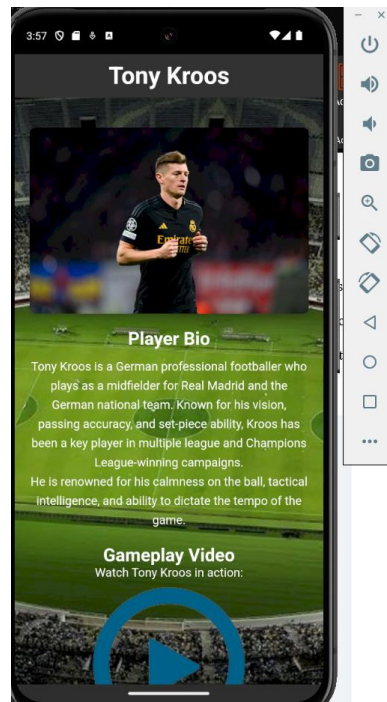 3:57
Tony Kroos
Emirates
Player Bio
Tony Kroos is a German professional footballer who
plays as a midfielder for Real Madrid and the
German national team. Known for his vision,
passing accuracy, and set-piece ability, Kroos has
been a key player in multiple league and Champions
League-winning campaigns.
He is renowned for his calmness on the ball, tactical
intelligence, and ability to dictate the tempo of the
game.
Gameplay Video
Watch Tony Kroos in action: